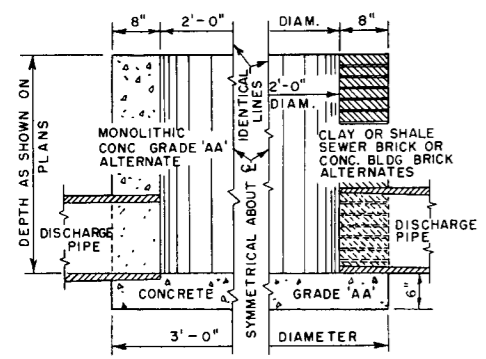 8" 2'-0" DIAM. 8"
2'-0"
DIAM.
IDENTICAL
LINES
DEPTH AS SHOWN ON
PLANS
MONOLITHIC
CONC GRADE 'AA'
ALTERNATE
CLAY OR SHALE
SEWER BRICK OR
CONC. BLDG BRICK
ALTERNATES
SYMMETRICAL ABOUT ℄
DISCHARGE
PIPE
DISCHARGE
PIPE
CONCRETE GRADE 'AA'
6"
3'-0" DIAMETER